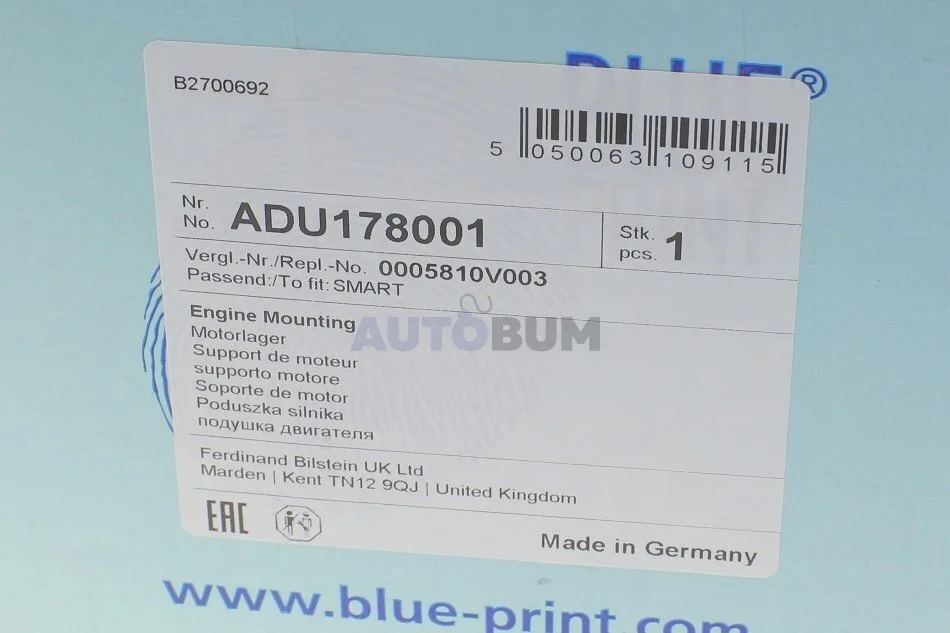 BLUE®
B2700692
5 050063 109115
Nr.
No. ADU178001
Stk.
pcs. 1
Vergl.-Nr./Repl.-No. 0005810V003
Passend:/To fit: SMART
Engine Mounting
Motorlager
Support de moteur
supporto motore
Soporte de motor
Poduszka silnika
подушка двигателя
AUTOBUM
Ferdinand Bilstein UK Ltd
Marden | Kent TN12 9QJ | United Kingdom
EAC
Made in Germany
www.blue-print.com